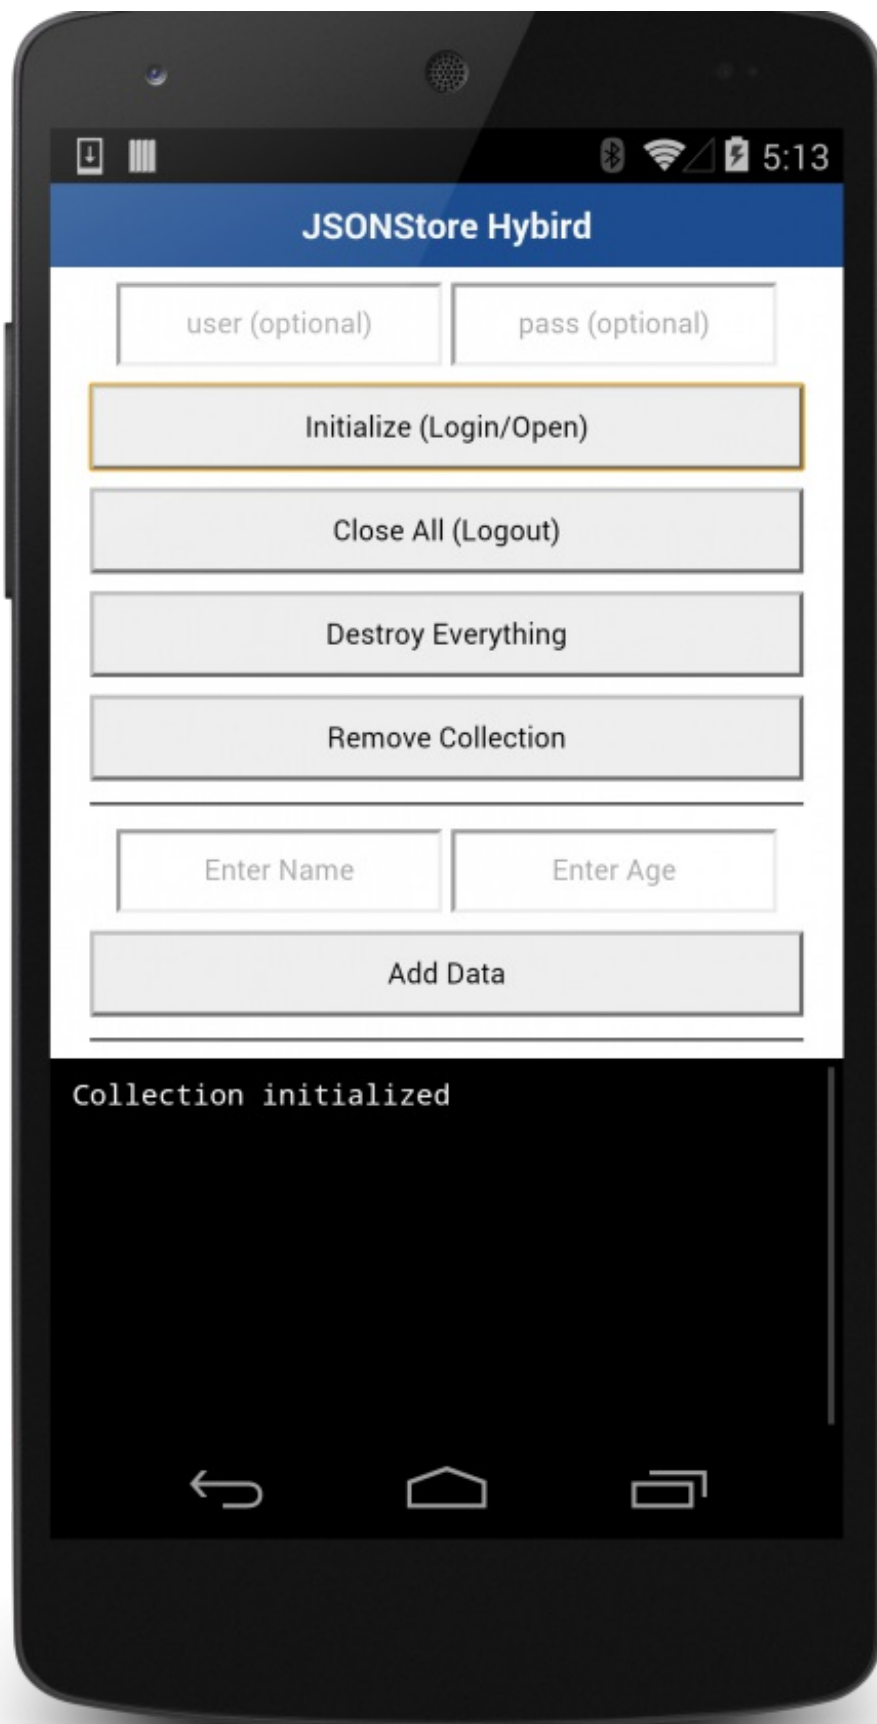 5:13
JSONStore Hybird
user (optional) pass (optional)
Initialize (Login/Open)
Close All (Logout)
Destroy Everything
Remove Collection
Enter Name Enter Age
Add Data
Collection initialized